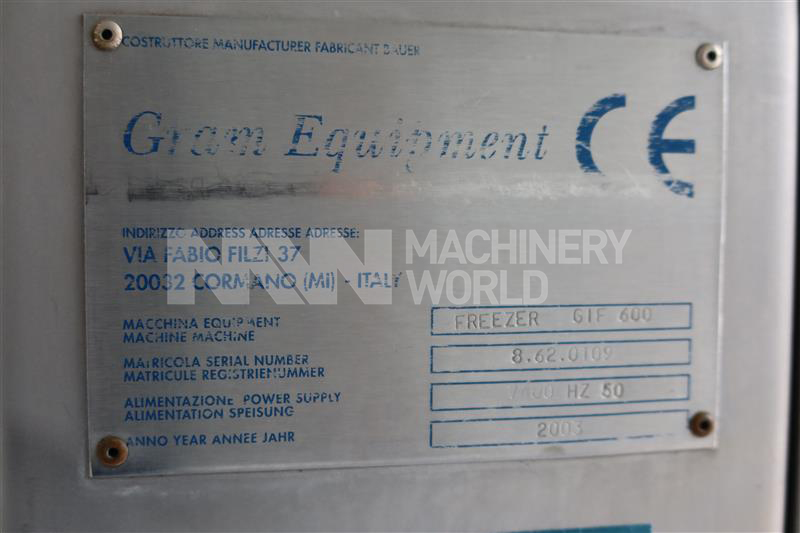 COSTRUTTORE MANUFACTURER FABRICANT BAUER
Gram Equipment CE
INDIRIZZO ADDRESS ADRESSE ADRESSE:
VIA FABIO FILZI 37
20032 CORMANO (MI) - ITALY
MACHINERY
WORLD
MACCHINA EQUIPMENT
MACHINE MACHINE
FREEZER GIF 600
MATRICOLA SERIAL NUMBER
MATRICULE REGISTRIENUMMER
8.62.0109
ALIMENTAZIONE POWER SUPPLY
ALIMENTATION SPEISUNG
V400 HZ 50
ANNO YEAR ANNEE JAHR
2003